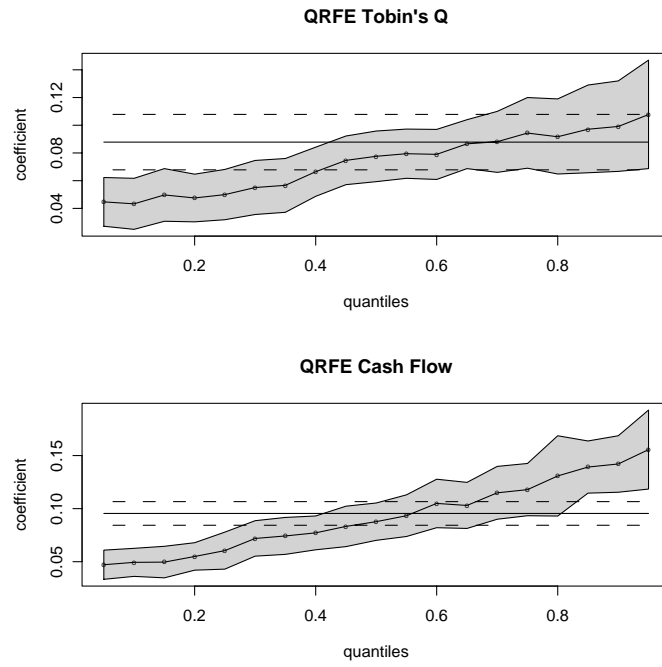 QRFE Tobin's Q
coefficient
0.04 0.08 0.12
0.2 0.4 0.6 0.8
quantiles
QRFE Cash Flow
coefficient
0.05 0.10 0.15
0.2 0.4 0.6 0.8
quantiles